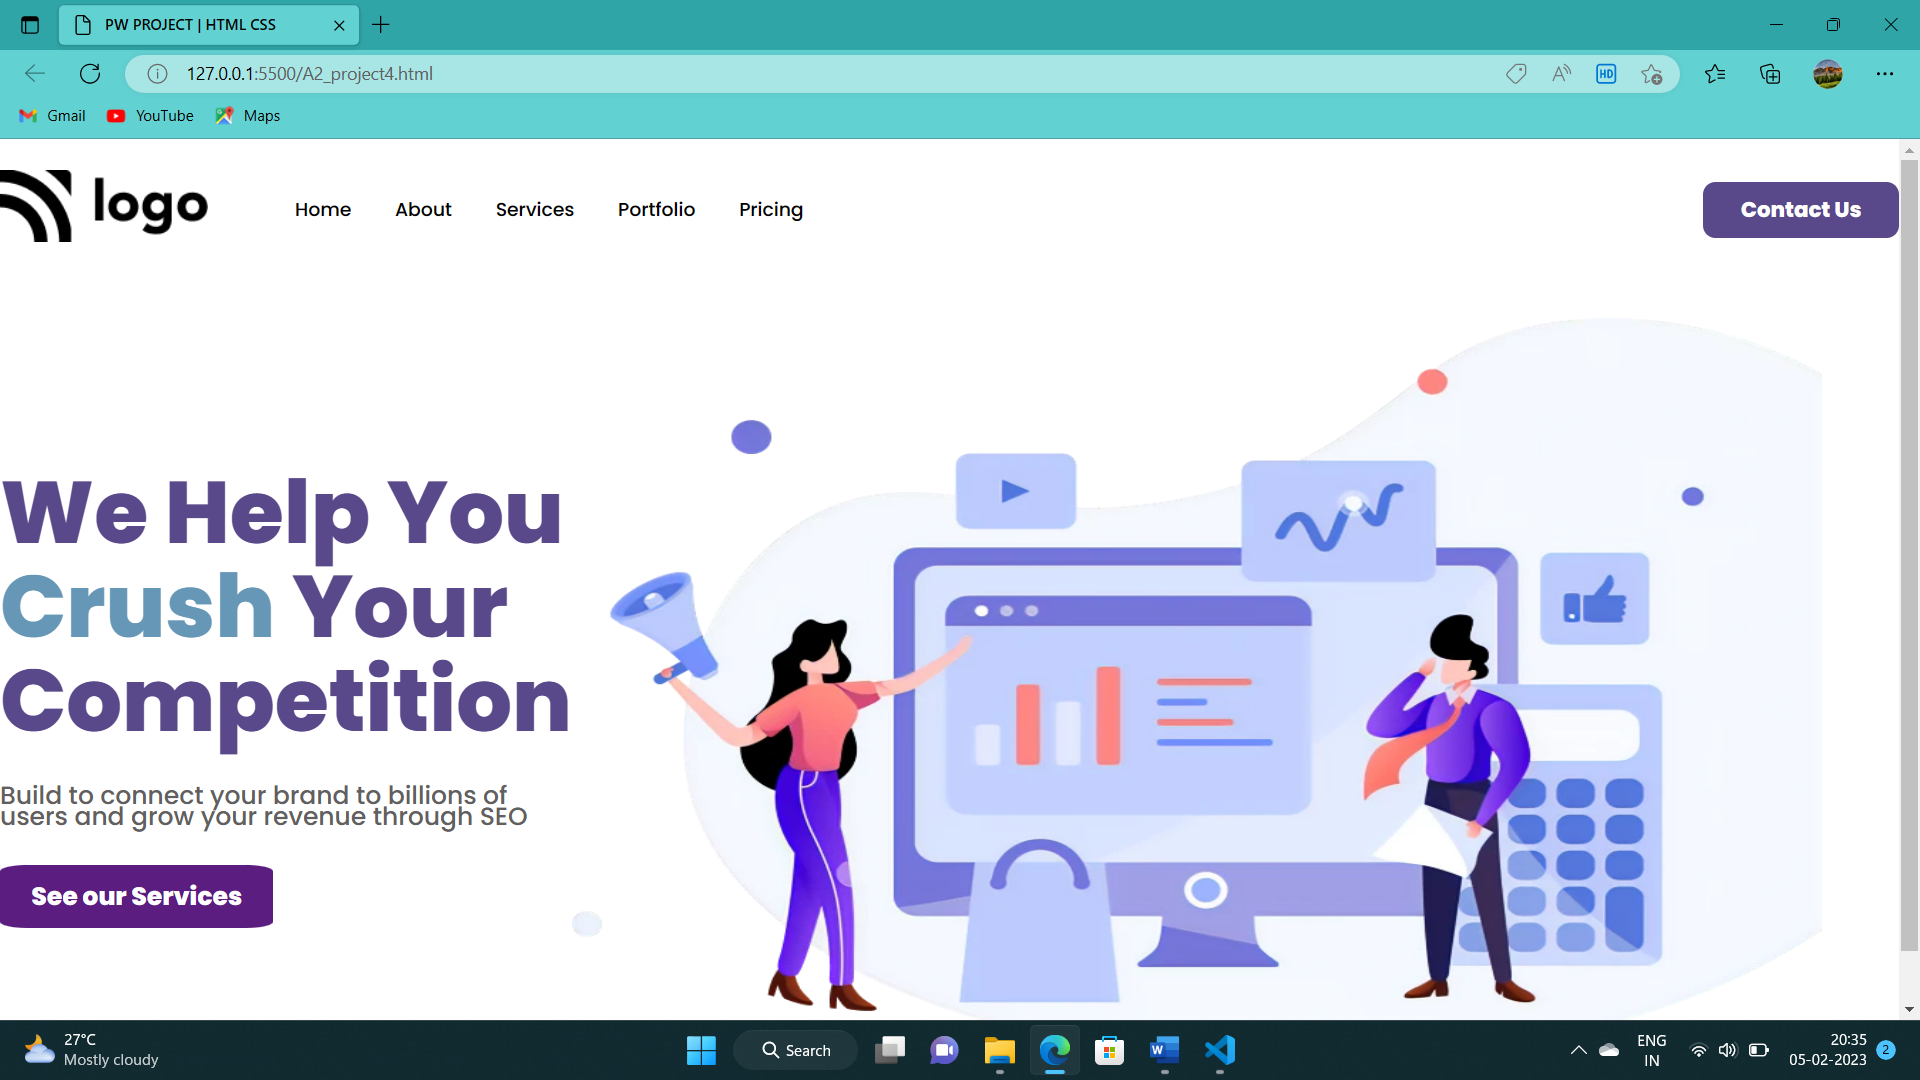 PW PROJECT | HTML CSS
127.0.0.1:5500/A2_project4.html
HD
Gmail YouTube Maps
logo Home About Services Portfolio Pricing Contact Us
We Help You
Crush Your
Competition
Build to connect your brand to billions of
users and grow your revenue through SEO
See our Services
27°C
Mostly cloudy
Search
ENG
IN
20:35
05-02-2023
2